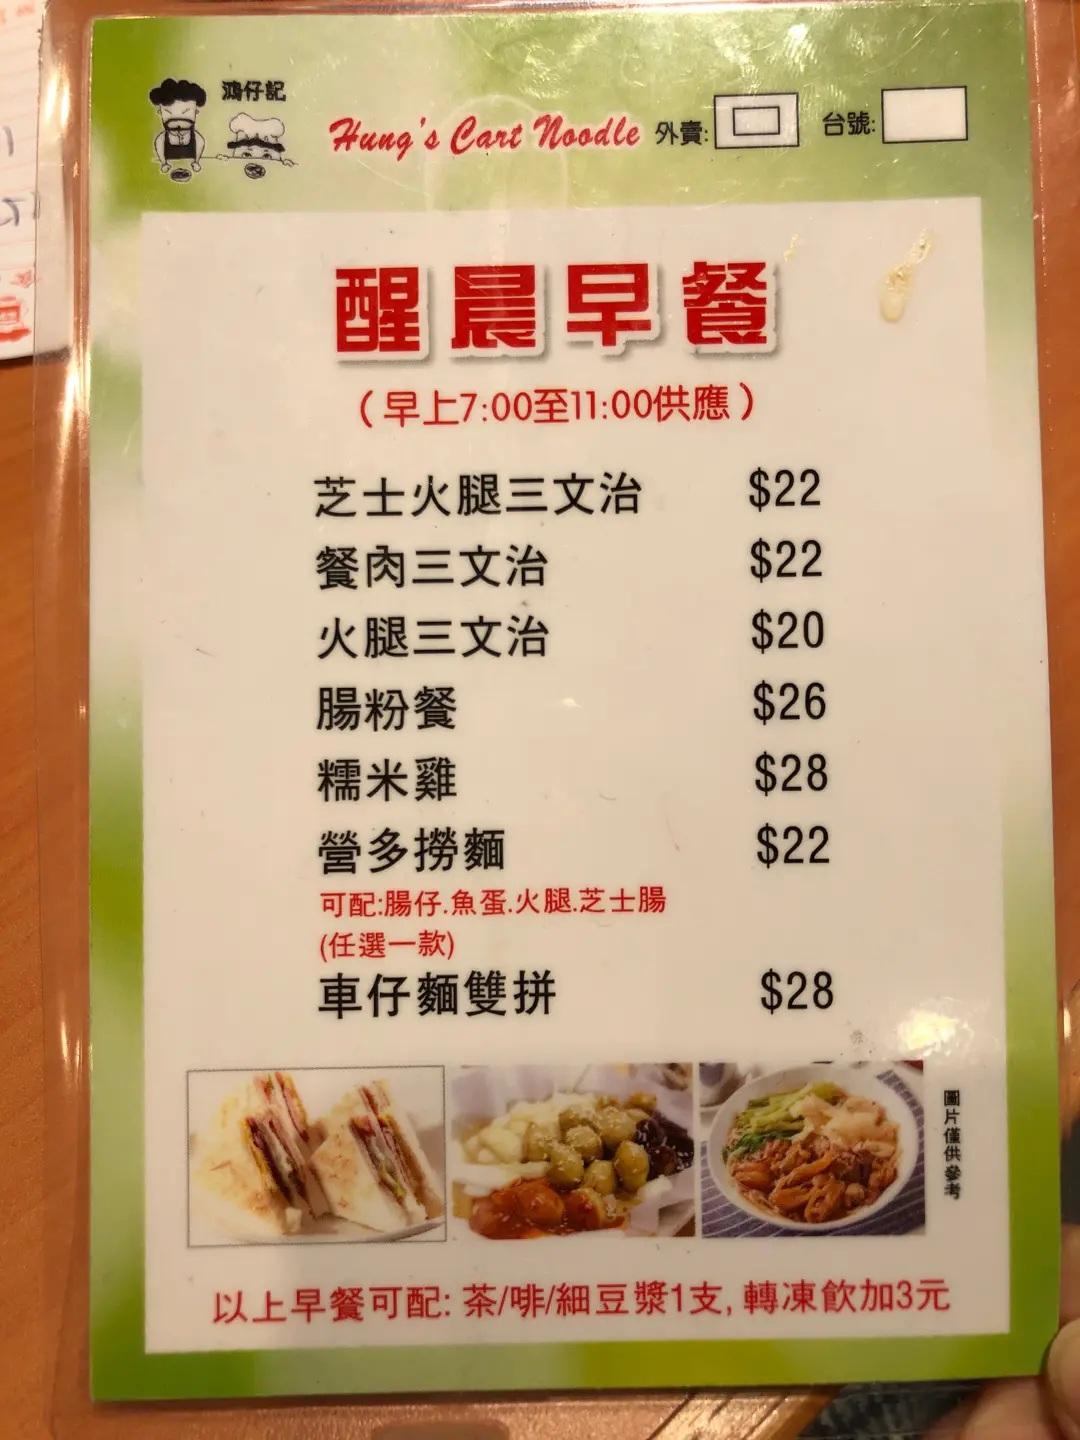 鴻仔記
Hung's Cart Noodle 外賣: 台號:
醒晨早餐
(早上7:00至11:00供應)
芝士火腿三文治 $22
餐肉三文治 $22
火腿三文治 $20
腸粉餐 $26
糯米雞 $28
營多撈麵 $22
可配:腸仔.魚蛋.火腿.芝士腸
(任選一款)
車仔麵雙拼 $28
圖片僅供參考
以上早餐可配: 茶/啡/細豆漿1支, 轉凍飲加3元